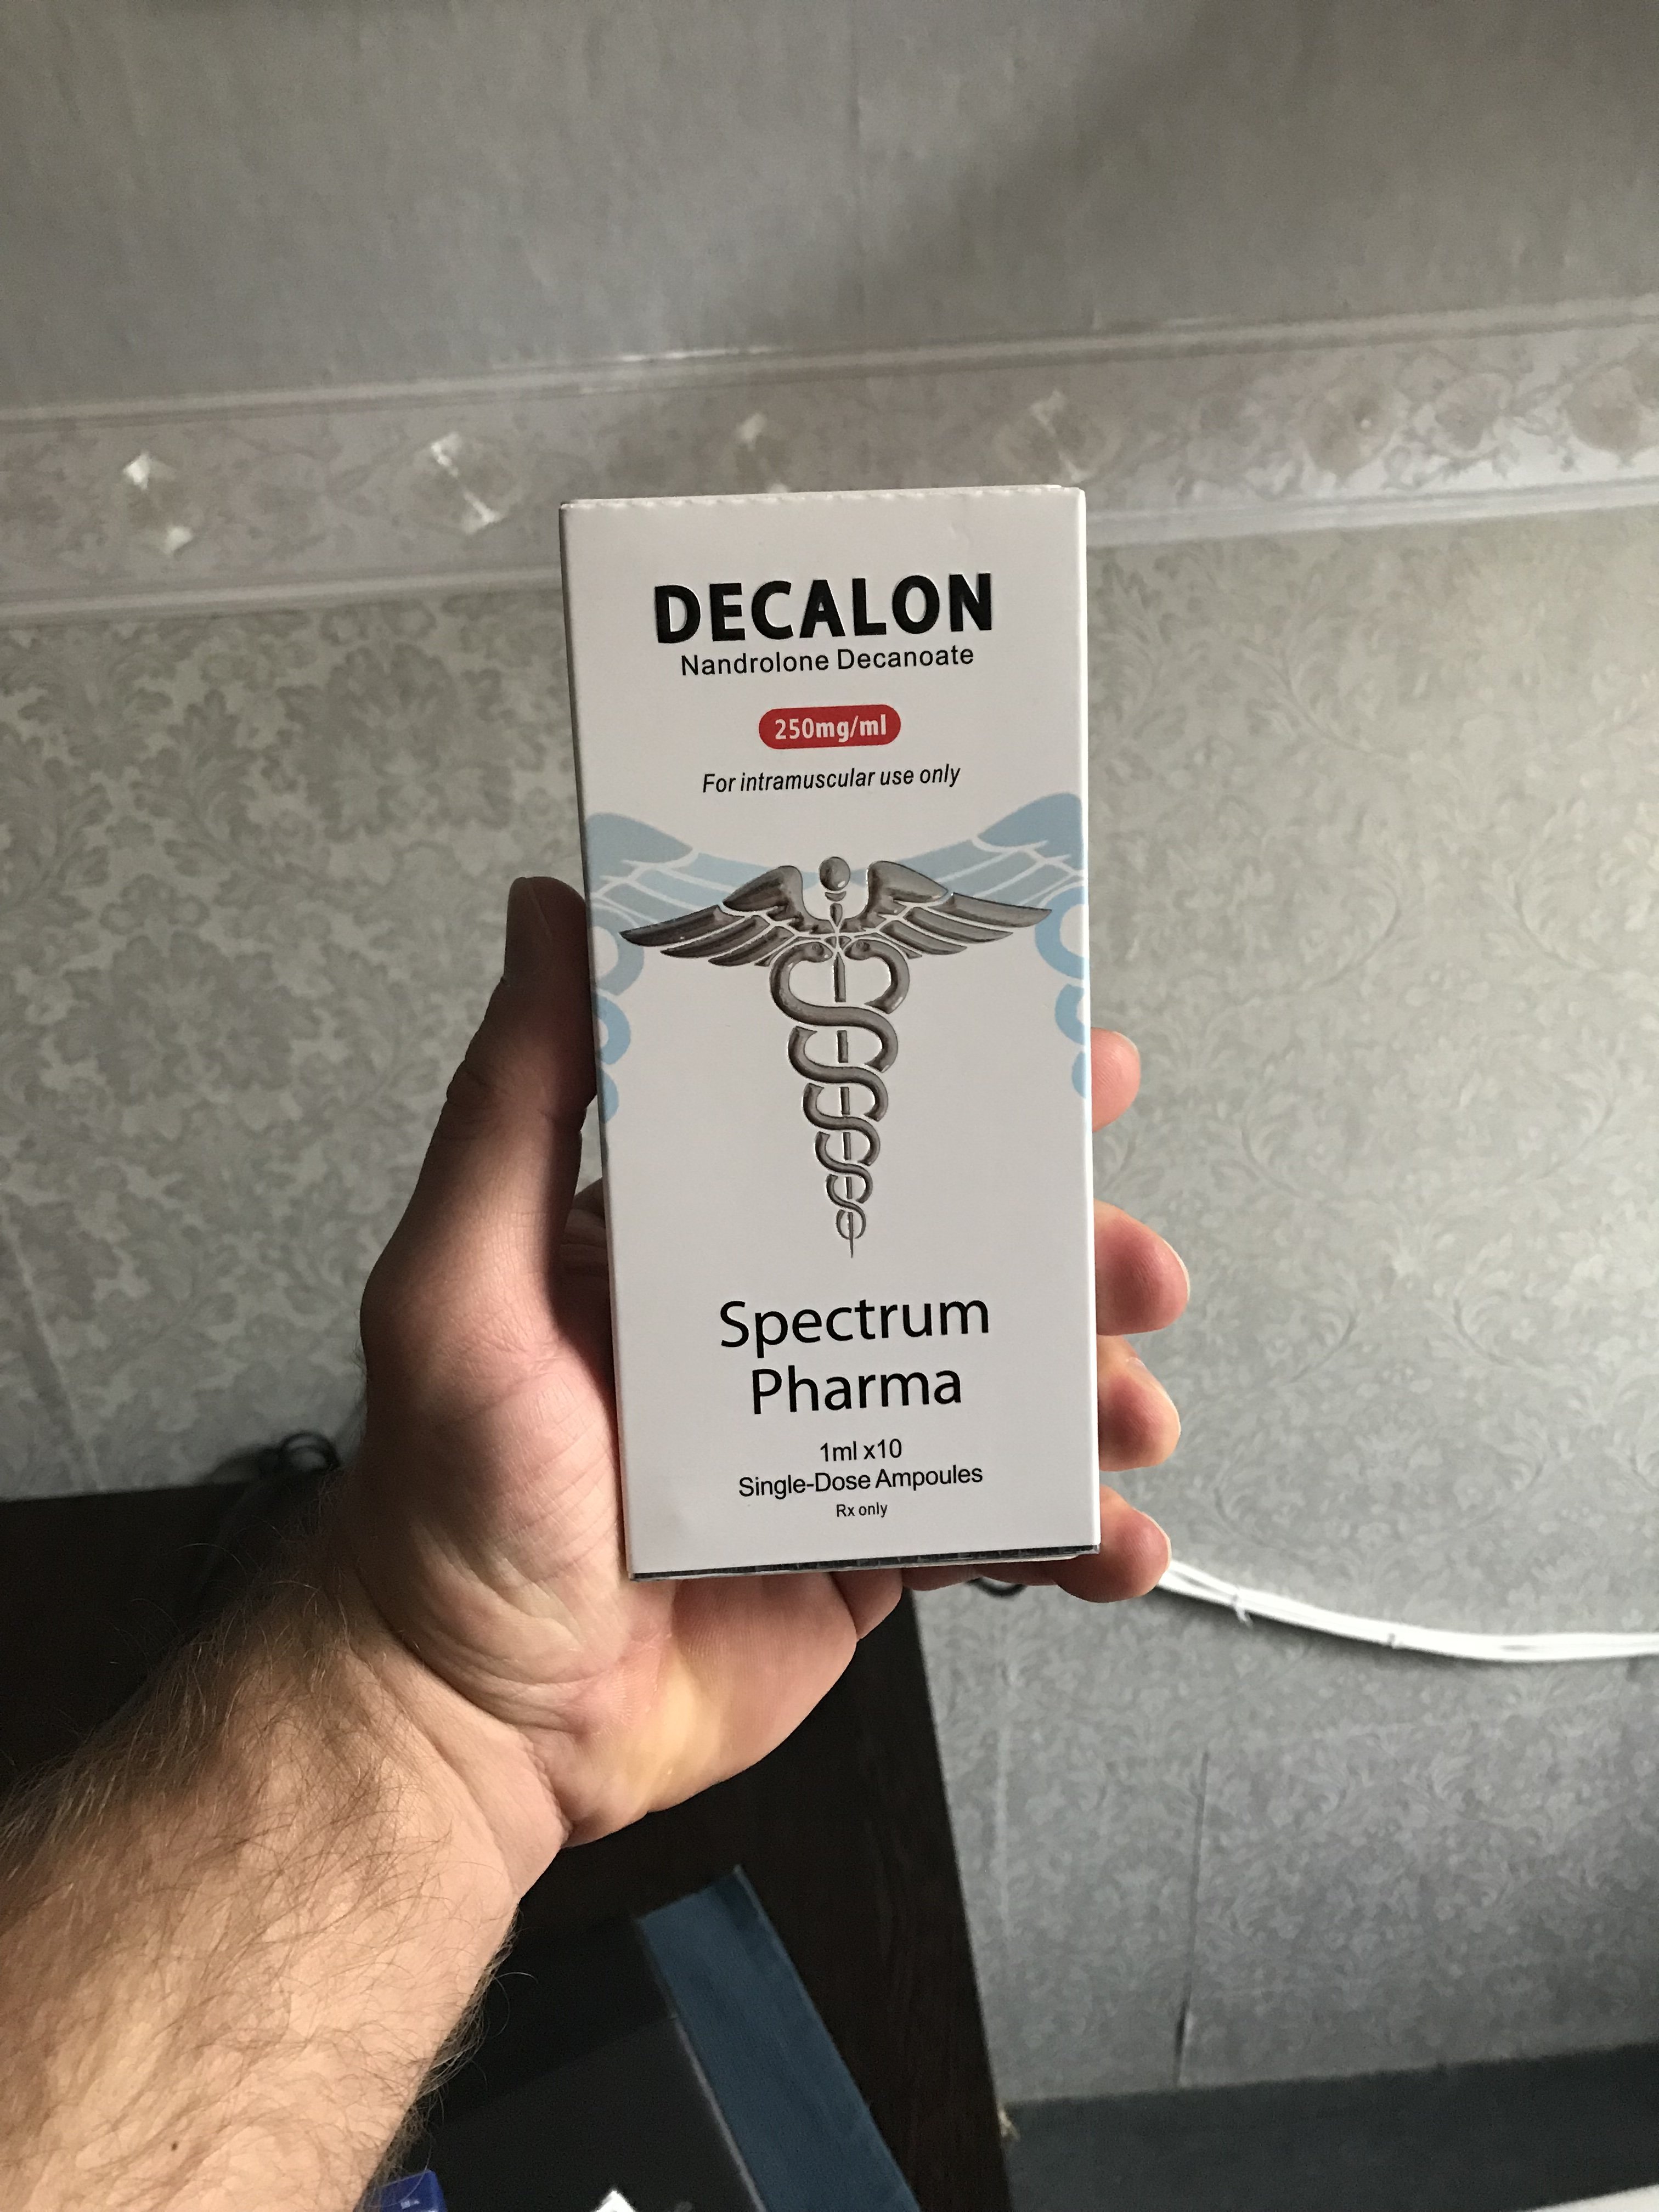 DECALON
Nandrolone Decanoate
250mg/ml
For intramuscular use only
Spectrum
Pharma
1ml x10
Single-Dose Ampoules
Rx only